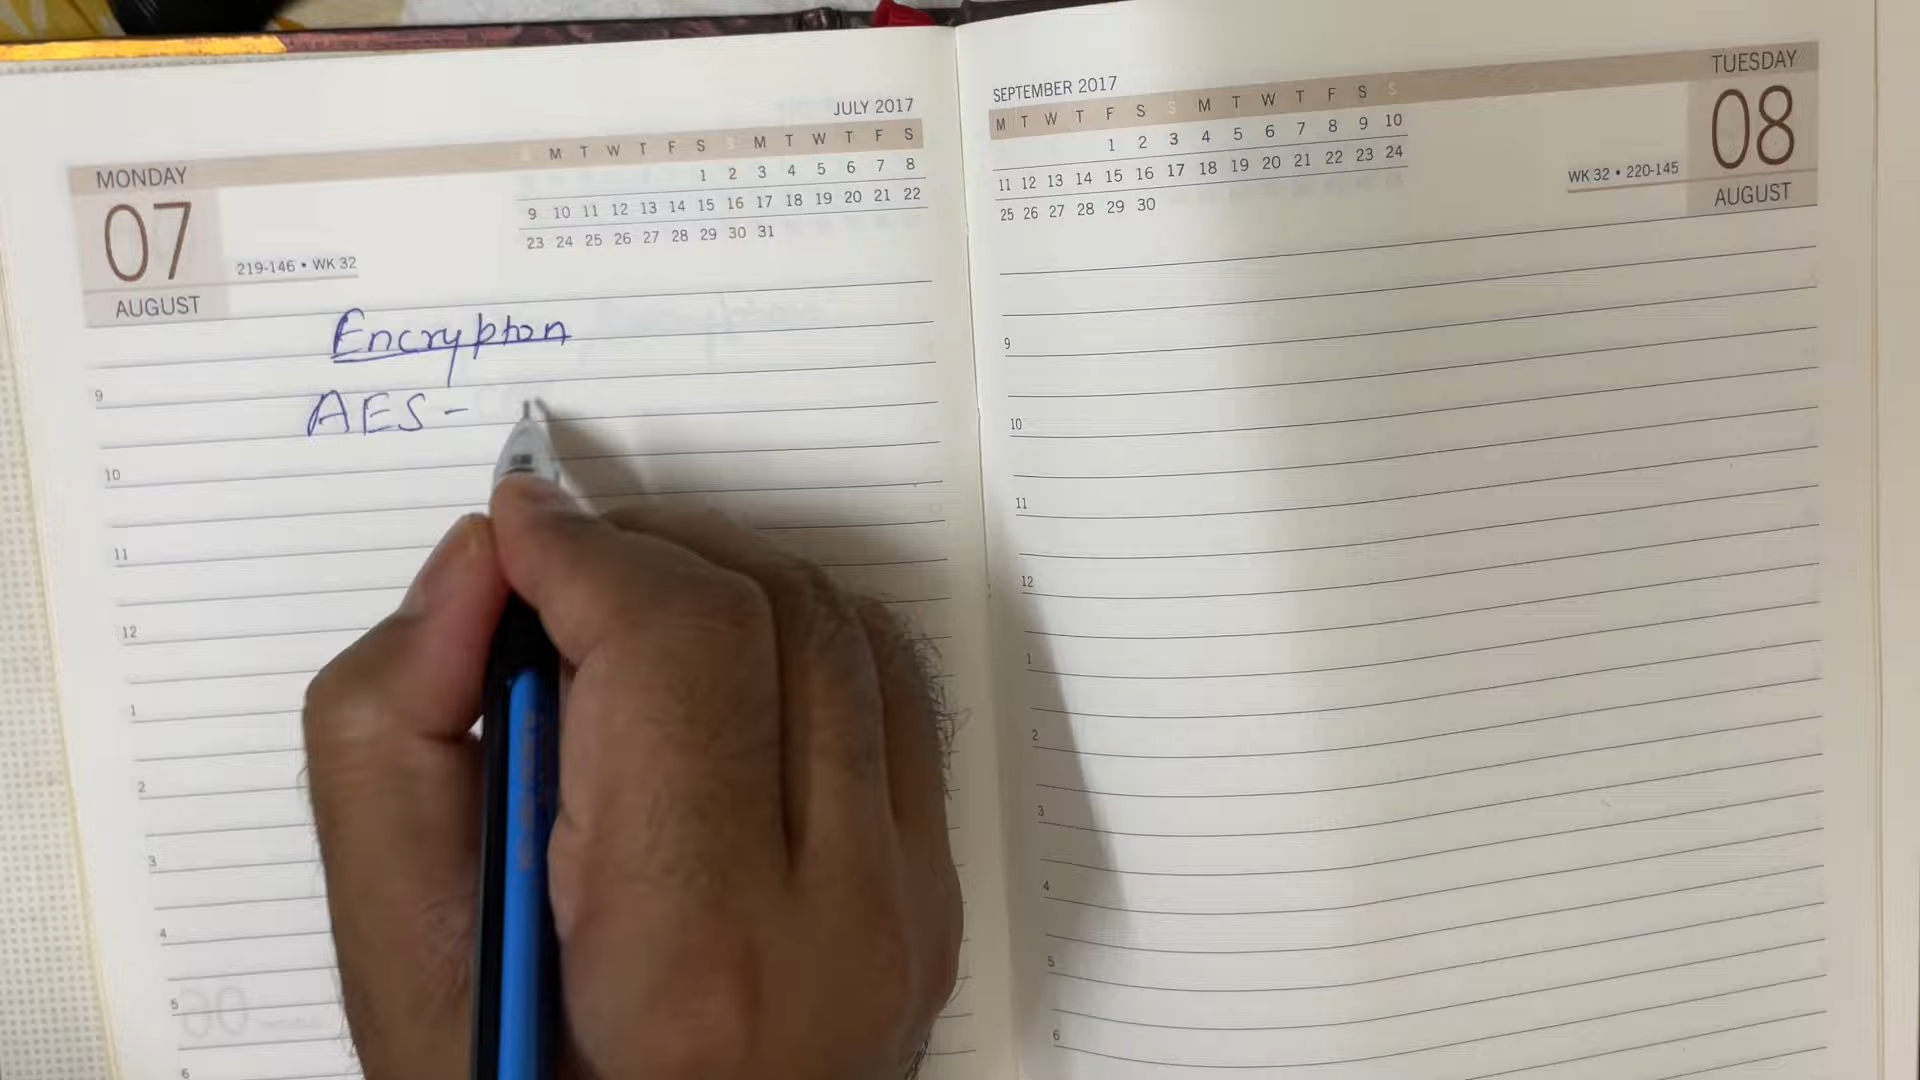 JULY 2017
S M T W T F S S M T W T F S
1 2 3 4 5 6 7 8
9 10 11 12 13 14 15 16 17 18 19 20 21 22
23 24 25 26 27 28 29 30 31
MONDAY
07
AUGUST
219-146 • WK 32
Encrypton
AES-
9
10
11
12
1
2
3
4
5
6
SEPTEMBER 2017
M T W T F S S M T W T F S S
1 2 3 4 5 6 7 8 9 10
11 12 13 14 15 16 17 18 19 20 21 22 23 24
25 26 27 28 29 30
TUESDAY
08
AUGUST
WK 32 • 220-145
9
10
11
12
1
2
3
4
5
6